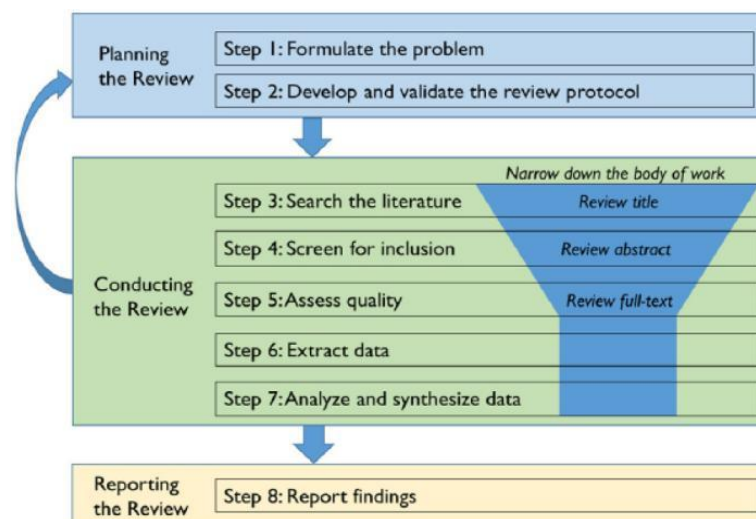 Planning
the Review
Step 1: Formulate the problem
Step 2: Develop and validate the review protocol
Narrow down the body of work
Conducting
the Review
Step 3: Search the literature
Review title
Step 4: Screen for inclusion
Review abstract
Step 5: Assess quality
Review full-text
Step 6: Extract data
Step 7: Analyze and synthesize data
Reporting
the Review
Step 8: Report findings